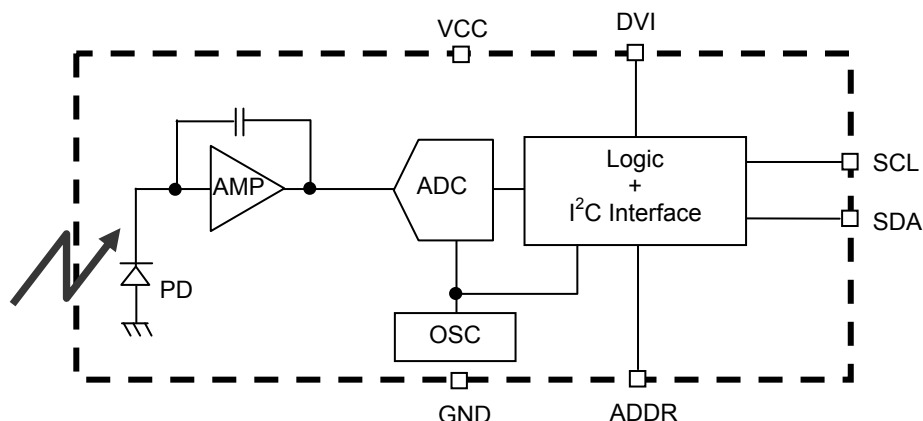 VCC
DVI
AMP
ADC
Logic
+
I²C Interface
SCL
SDA
PD
OSC
GND
ADDR